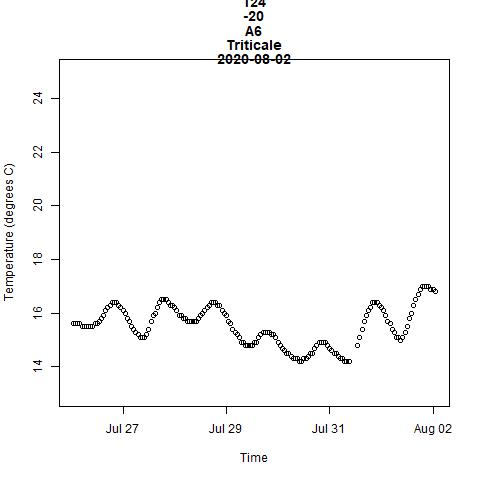 124
-20
A6
Triticale
2020-08-02
24
22
20
18
16
14
Temperature (degrees C)
Jul 27
Jul 29
Jul 31
Aug 02
Time